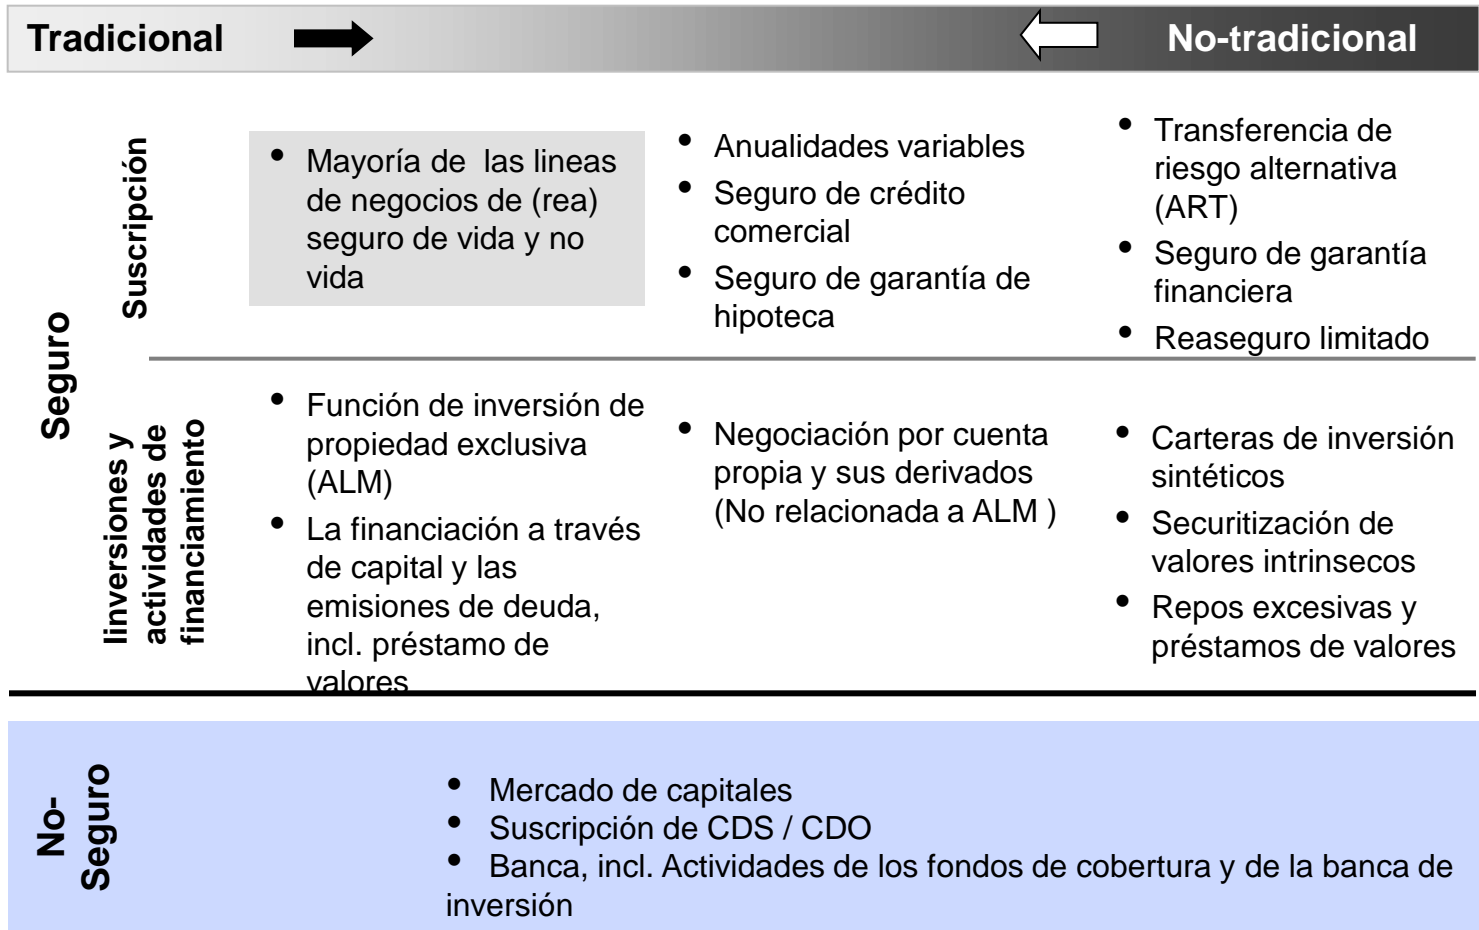 Tradicional
No-tradicional
Seguro
Suscripción
• Mayoría de las lineas
de negocios de (rea)
seguro de vida y no
vida
• Anualidades variables
• Seguro de crédito
comercial
• Seguro de garantía de
hipoteca
• Transferencia de
riesgo alternativa
(ART)
• Seguro de garantía
financiera
• Reaseguro limitado
Iinversiones y
actividades de
financiamiento
• Función de inversión de
propiedad exclusiva
(ALM)
• La financiación a través
de capital y las
emisiones de deuda,
incl. préstamo de
valores
• Negociación por cuenta
propia y sus derivados
(No relacionada a ALM )
• Carteras de inversión
sintéticos
• Securitización de
valores intrinsecos
• Repos excesivas y
préstamos de valores
No-
Seguro
• Mercado de capitales
• Suscripción de CDS / CDO
• Banca, incl. Actividades de los fondos de cobertura y de la banca de
inversión